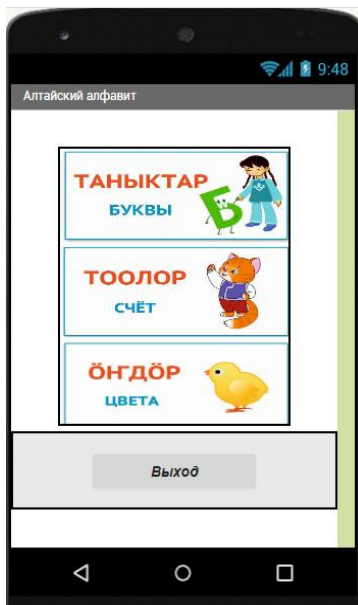 9:48
Алтайский алфавит
ТАНЫКТАР
БУКВЫ
Б
ТООЛОР
СЧЁТ
ӦҤДӦР
ЦВЕТА
Выход